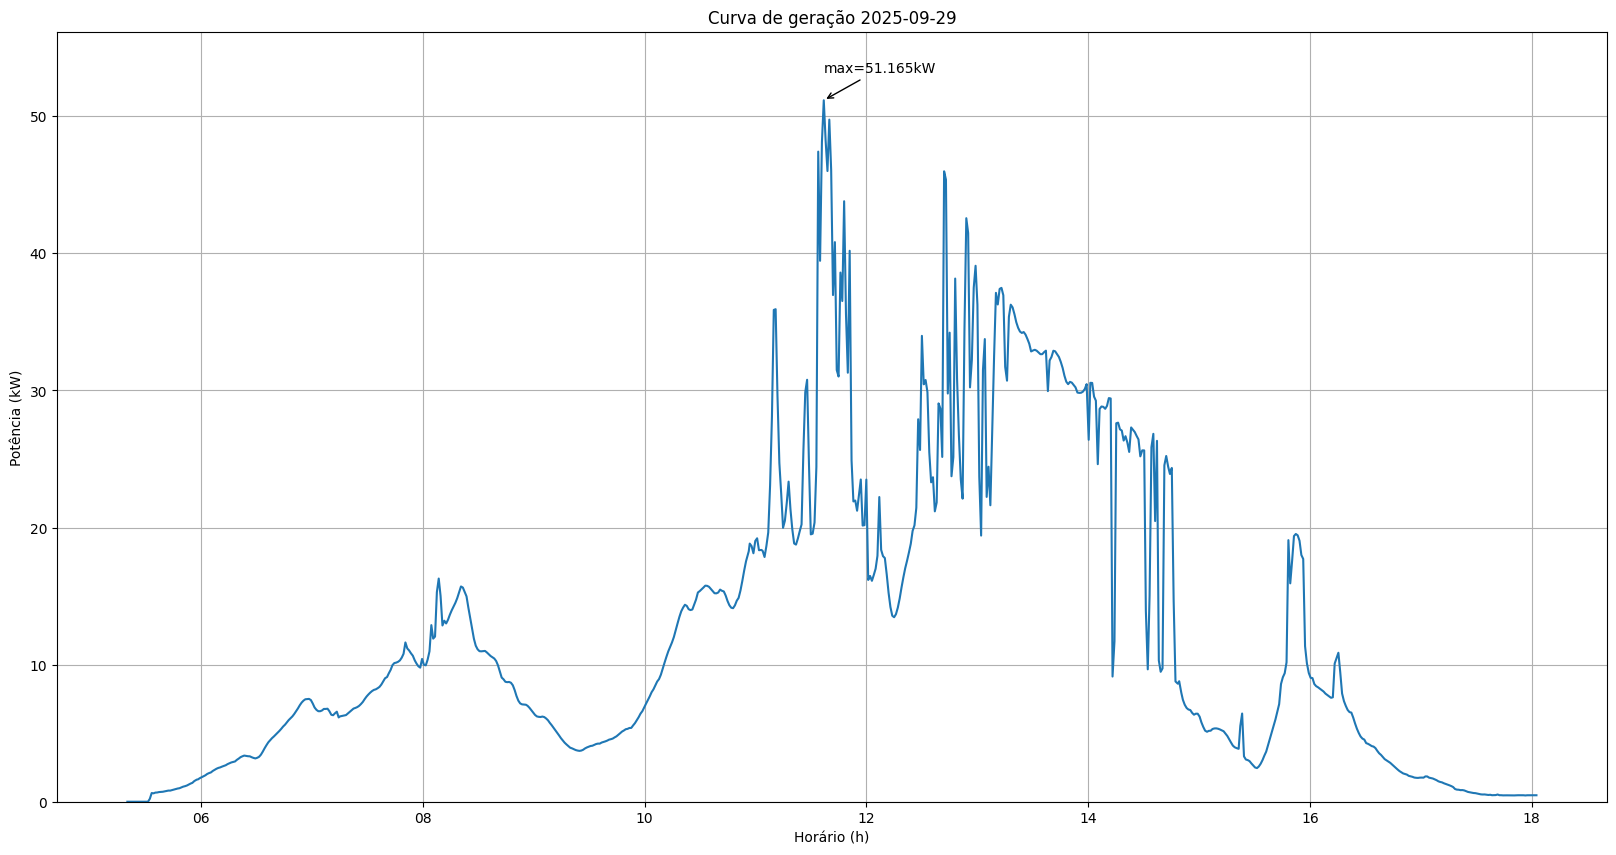 Curva de geração 2025-09-29
max=51.165kW
50
40
30
20
10
0
Potência (kW)
06 08 10 12 14 16 18
Horário (h)